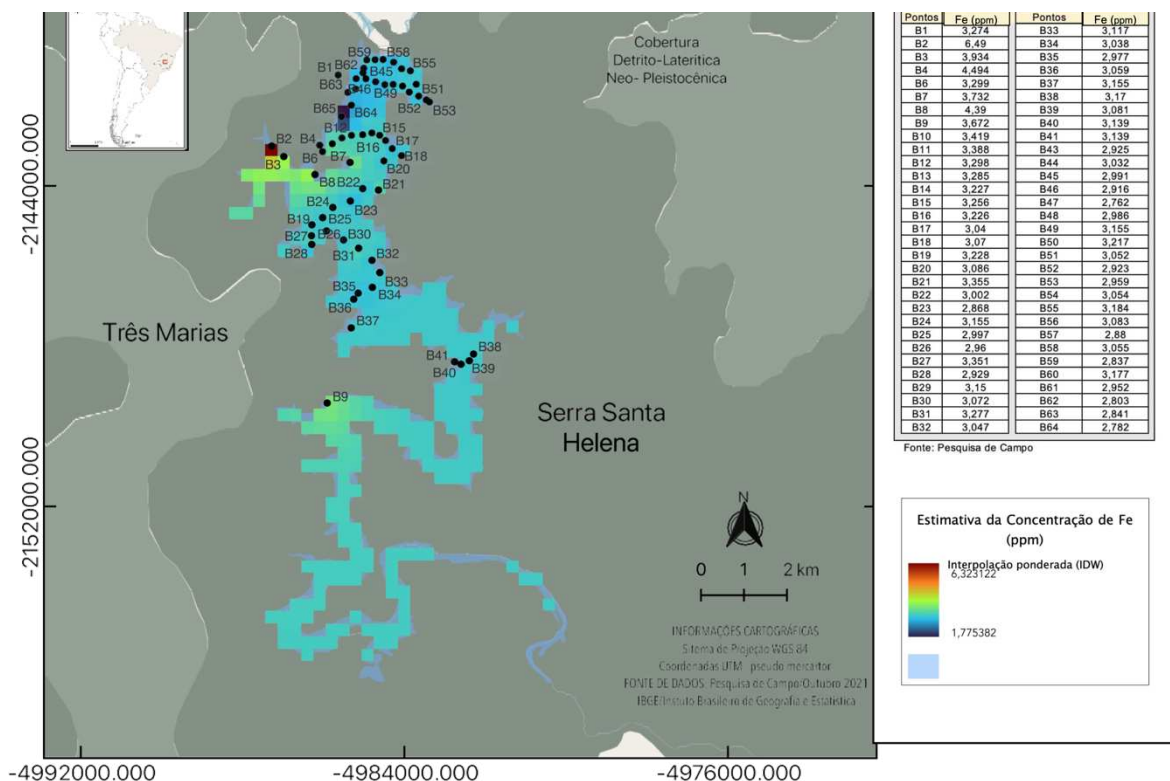 Pontos Fe (ppm) Pontos Fe (ppm)
B1 3,274 B33 3,117
B2 6,49 B34 3,038
B3 3,934 B35 2,977
B4 4,494 B36 3,059
B6 3,299 B37 3,155
B7 3,732 B38 3,17
B8 4,39 B39 3,081
B9 3,672 B40 3,139
B10 3,419 B41 3,139
B11 3,388 B43 2,925
B12 3,298 B44 3,032
B13 3,285 B45 2,991
B14 3,227 B46 2,916
B15 3,256 B47 2,762
B16 3,226 B48 2,986
B17 3,04 B49 3,155
B18 3,07 B50 3,217
B19 3,228 B51 3,052
B20 3,086 B52 2,923
B21 3,355 B53 2,959
B22 3,002 B54 3,054
B23 2,868 B55 3,184
B24 3,155 B56 3,083
B25 2,997 B57 2,88
B26 2,96 B58 3,055
B27 3,351 B59 2,837
B28 2,929 B60 3,177
B29 3,15 B61 2,952
B30 3,072 B62 2,803
B31 3,277 B63 2,841
B32 3,047 B64 2,782
Fonte: Pesquisa de Campo
Cobertura
Detrito-Lateritica
Neo- Pleistocênica
B59 B58
B1 B62 B45 B55
B63 B46 B49 B51
B52 B53
B65 B64
B12 B15
B2 B4 B16 B17
B3 B6 B7 B18
B20
B8 B22 B21
B24 B23
B19 B25
B27 B26 B30
B28 B31 B32
B33
B35 B34
B36
B37
B38
B41
B40 B39
B9
Três Marias
Serra Santa
Helena
N
0 1 2 km
INFORMAÇÕES CARTOGRÁFICAS
Sitema de Projeção WGS 84
Coordenadas UTM - pseudo mercartor
FONTE DE DADOS: Pesquisa de Campo/Outubro 2021
IBGE/Instuto Brasileiro de Geografia e Estatística
Estimativa da Concentração de Fe
(ppm)
Interpolação ponderada (IDW)
6,323122
1,775382
-2144000.000
-2152000.000
-4992000.000 -4984000.000 -4976000.000